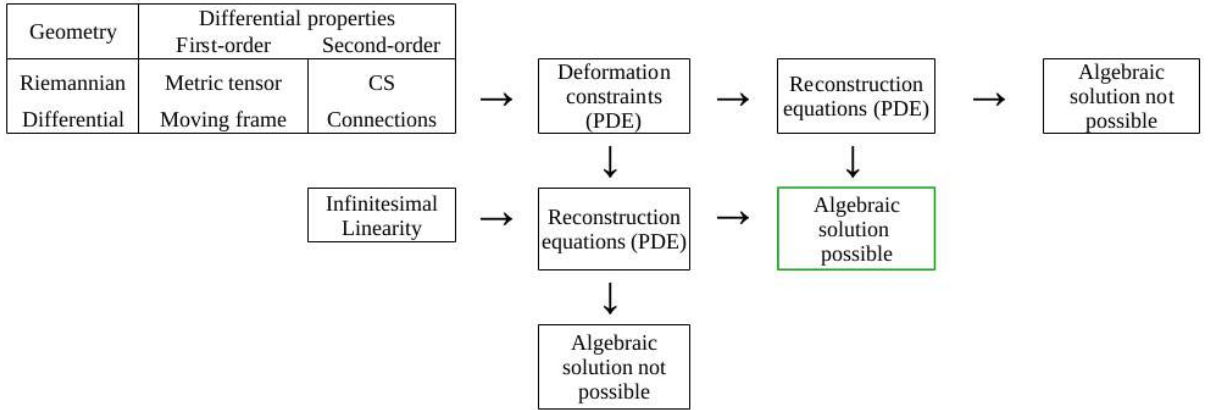 Geometry
Differential properties
First-order Second-order
Riemannian Metric tensor CS
Differential Moving frame Connections
Deformation
constraints
(PDE)
Reconstruction
equations (PDE)
Algebraic
solution not
possible
Infinitesimal
Linearity
Reconstruction
equations (PDE)
Algebraic
solution
possible
Algebraic
solution not
possible